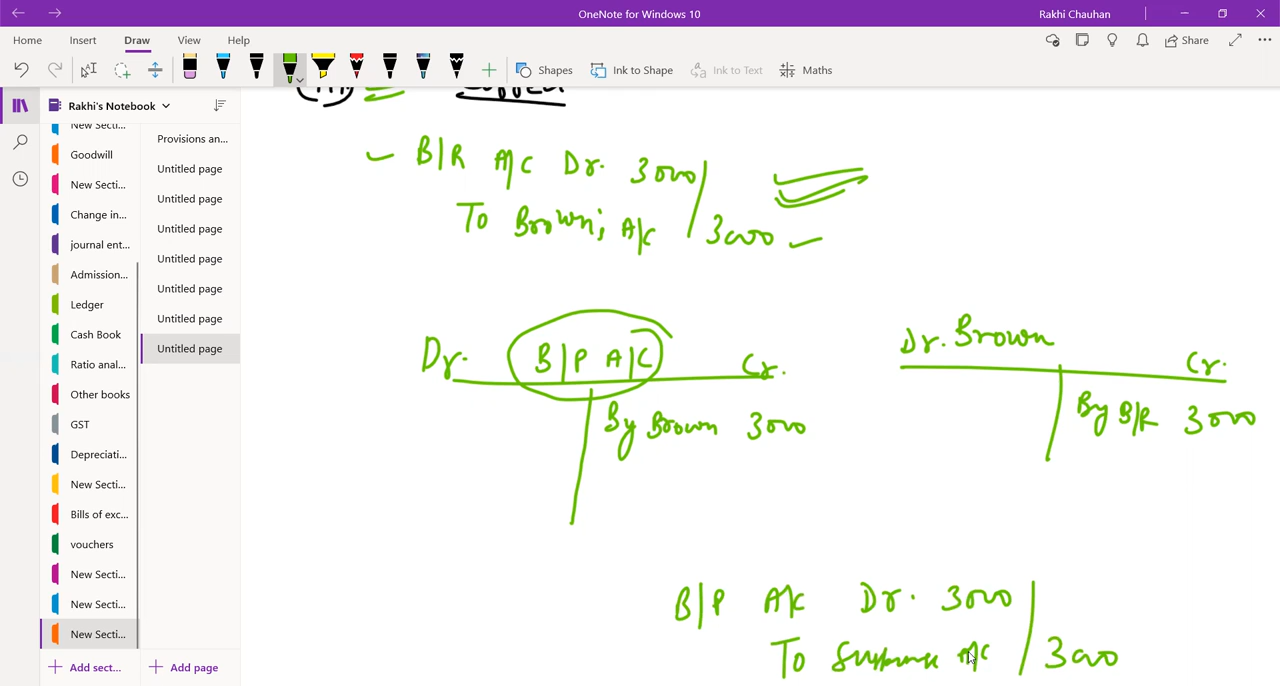 OneNote for Windows 10
Rakhi Chauhan
Home Insert Draw View Help
Share
Shapes Ink to Shape Ink to Text Maths
Rakhi's Notebook
New Secti...
Goodwill
New Secti...
Change in...
journal ent...
Admission...
Ledger
Cash Book
Ratio anal...
Other books
GST
Depreciati...
New Secti...
Bills of exc...
vouchers
New Secti...
New Secti...
New Secti...
Add sect...
Provisions an...
Untitled page
Untitled page
Untitled page
Untitled page
Untitled page
Untitled page
Untitled page
Add page
B/R A/C Dr. 3000
To Brown's A/C 3000
Dr. B/P A/C Cr.
By Brown 3000
Dr. Brown Cr.
By B/R 3000
B/P A/c Dr. 3000
To Suspense A/C 3000